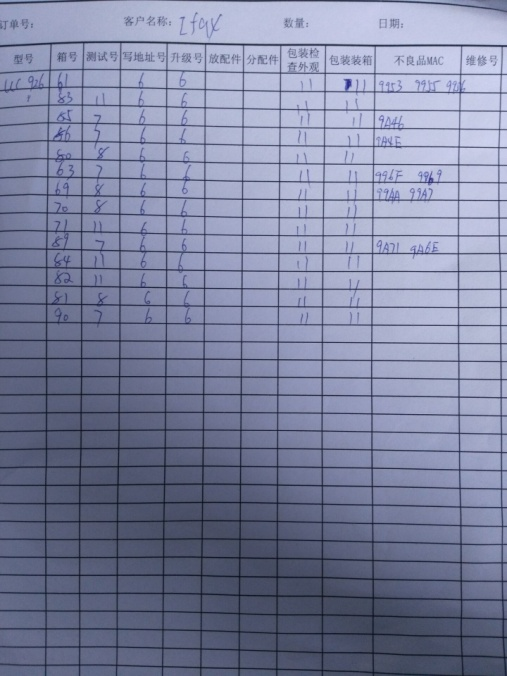 订单号: 客户名称: Zfqx 数量: 日期:
型号 箱号 测试号 写地址号 升级号 放配件 分配件 包装检查外观 包装装箱 不良品MAC 维修号
UC 926 61 6 6 11 11 9953 9955
83 11 6 6 11 11
85 7 6 6 11 11 9A46
86 7 6 6 11 11 9A8E
80 8 6 6 11 11
63 7 6 6 11 11 996F 9969
69 8 6 6 11 11 99AA 99A7
70 8 6 6 11 11
71 11 6 6 11 11
89 7 6 6 11 11 9A71 9A6E
64 11 6 6 11 11
82 11 6 6 11 11
81 8 6 6 11 11
90 7 6 6 11 11